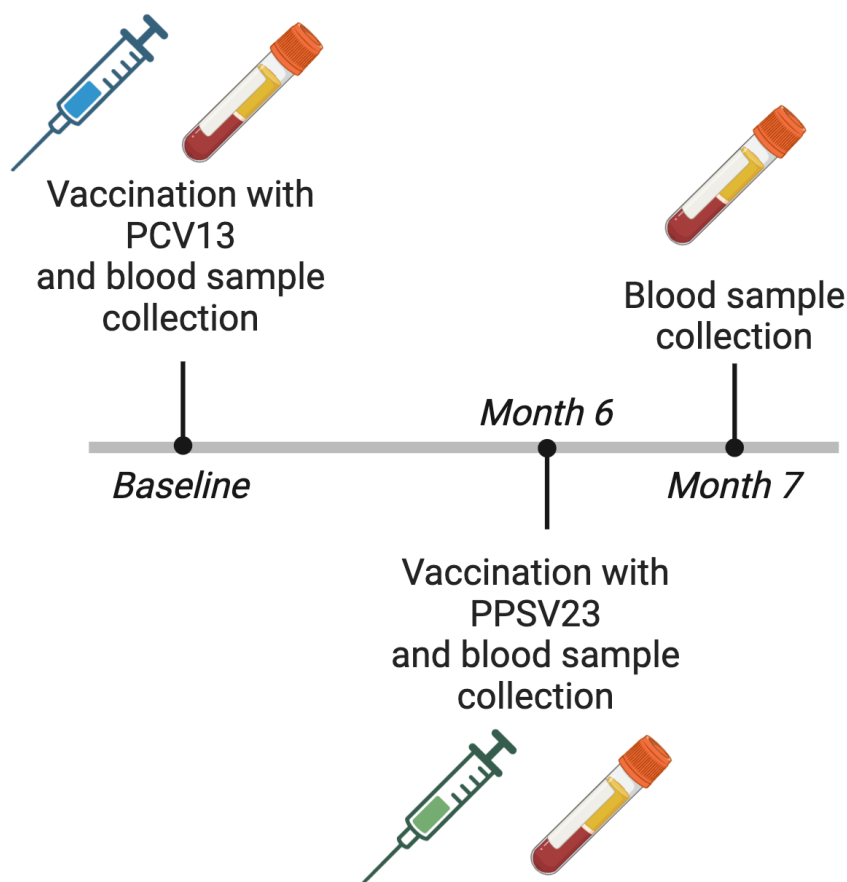 Vaccination with
PCV13
and blood sample
collection
Blood sample
collection
Month 6
Baseline
Month 7
Vaccination with
PPSV23
and blood sample
collection